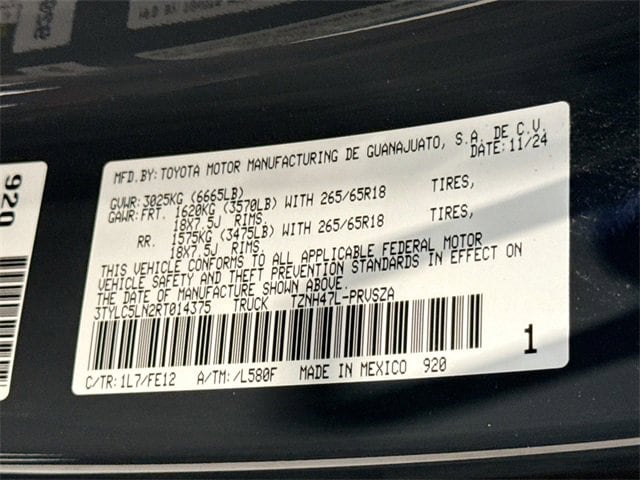 MFD.BY:TOYOTA MOTOR MANUFACTURING DE GUANAJUATO, S.A. DE C.V.
DATE:11/24
GVWR:3025KG (6665LB)
GAWR:FRT. 1620KG (3570LB) WITH 265/65R18 TIRES,
18X7.5J RIMS.
RR. 1575KG (3475LB) WITH 265/65R18 TIRES,
18X7.5J RIMS.
THIS VEHICLE CONFORMS TO ALL APPLICABLE FEDERAL MOTOR
VEHICLE SAFETY AND THEFT PREVENTION STANDARDS IN EFFECT ON
THE DATE OF MANUFACTURE SHOWN ABOVE.
3TYLC5LN2RT014375 TRUCK TZNH47L-PRVSZA
1
C/TR:1L7/FE12 A/TM:/L580F MADE IN MEXICO 920
920